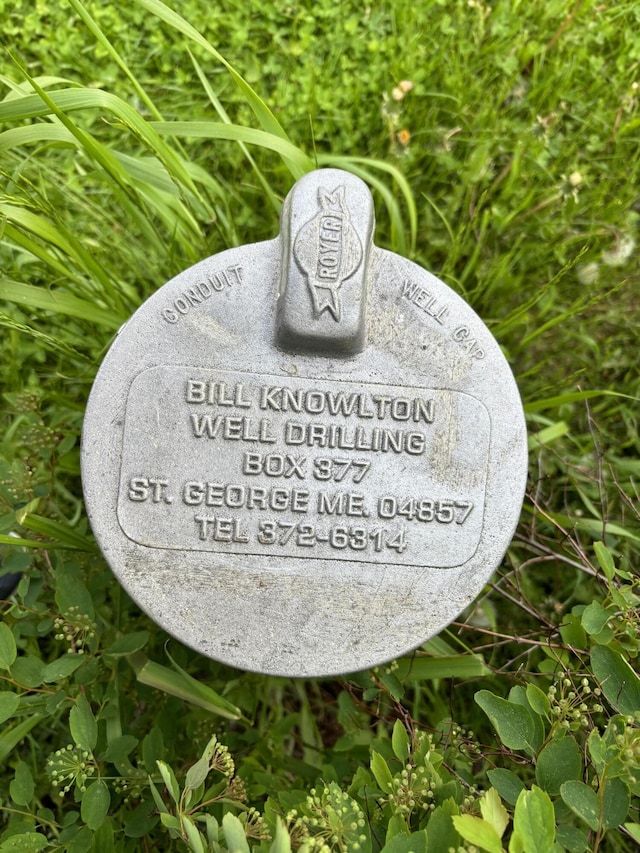 ROYER
CONDUIT
WELL CAP
BILL KNOWLTON
WELL DRILLING
BOX 377
ST. GEORGE ME. 04857
TEL 372-6314